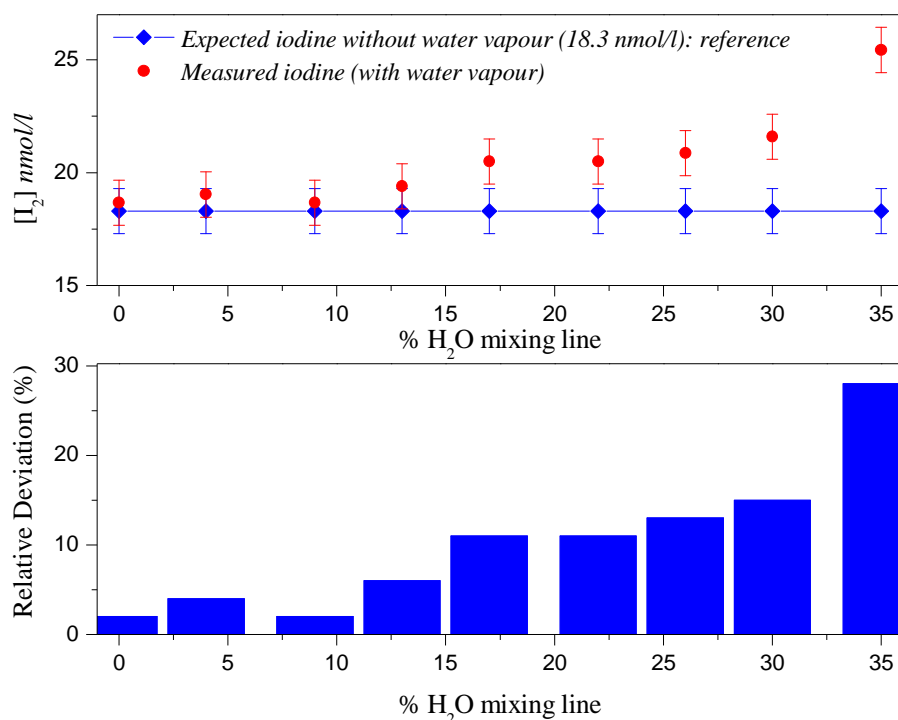 Expected iodine without water vapour (18.3 nmol/l): reference
Measured iodine (with water vapour)
[I₂] nmol/l
25
20
15
0 5 10 15 20 25 30 35
% H₂O mixing line
Relative Deviation (%)
30
20
10
0
0 5 10 15 20 25 30 35
% H₂O mixing line